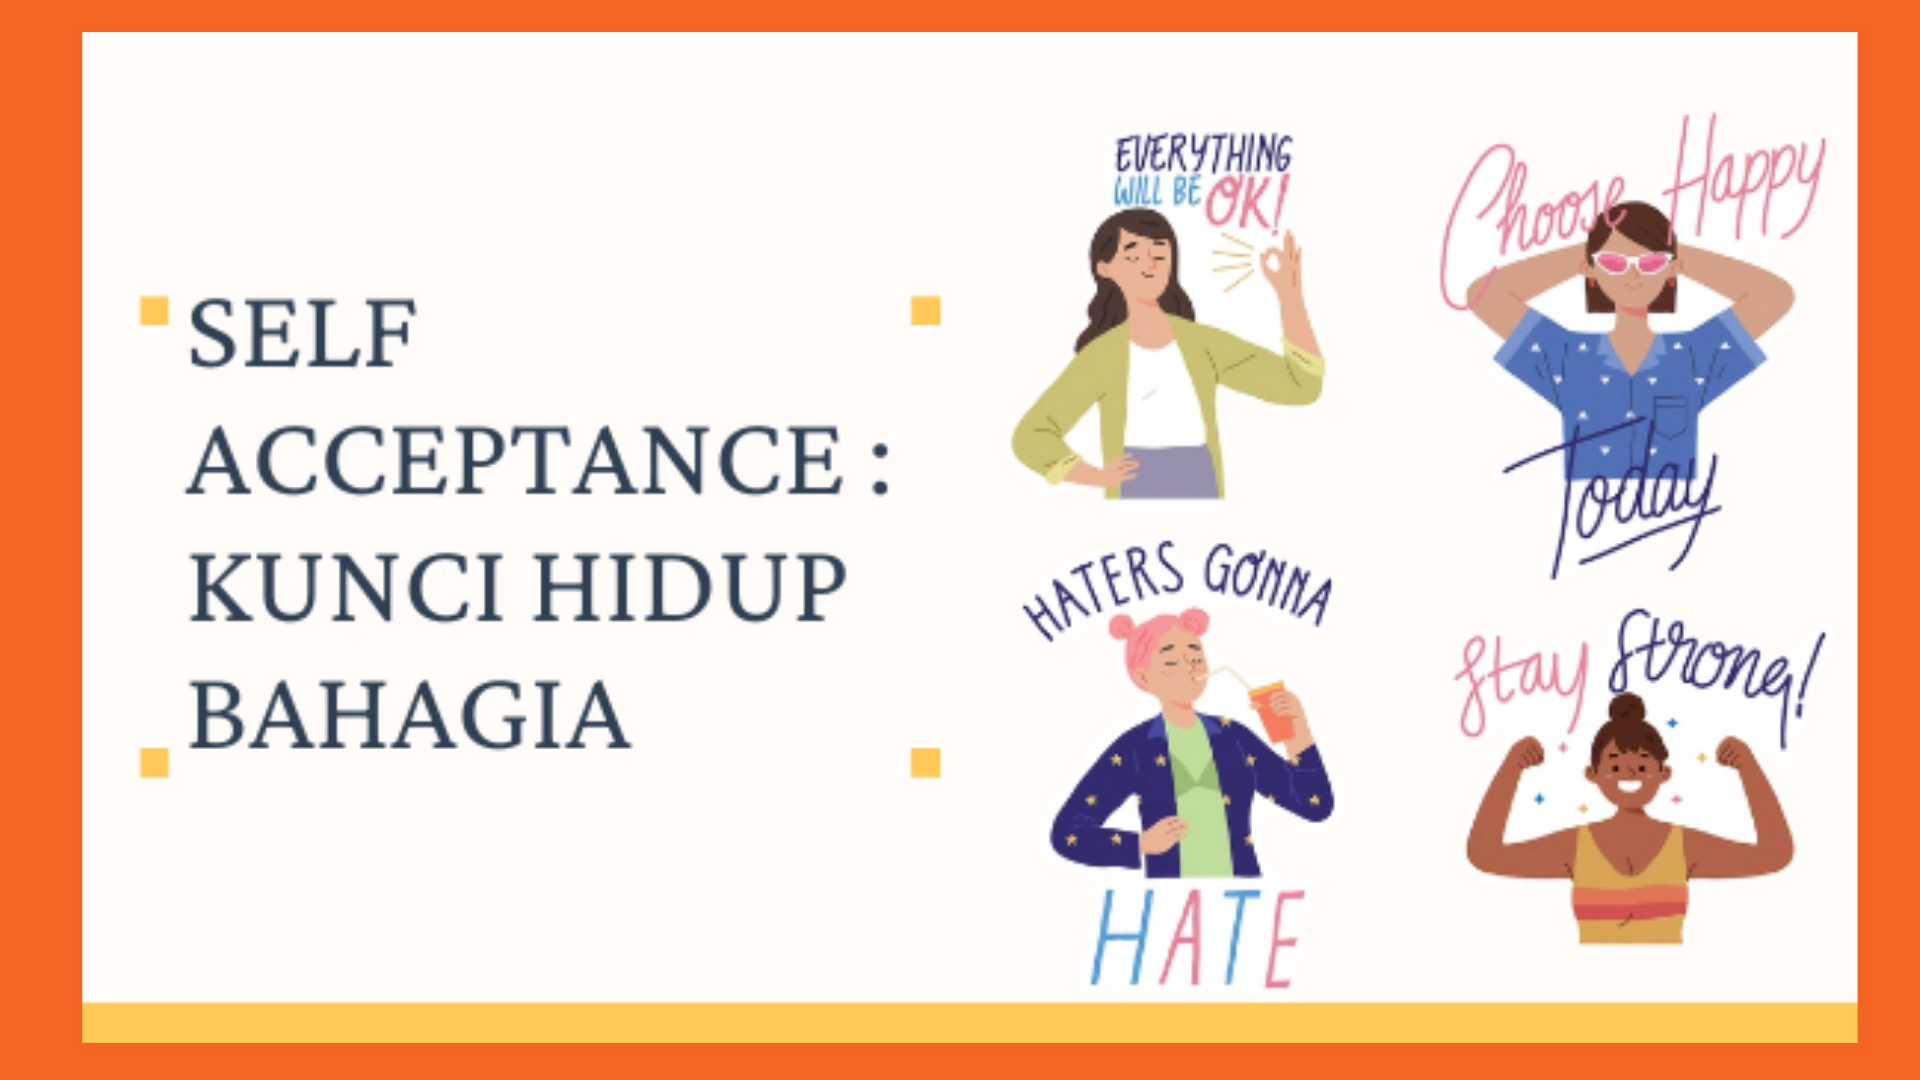 SELF
ACCEPTANCE :
KUNCI HIDUP
BAHAGIA
EVERYTHING
WILL BE OK!
Choose Happy
Today
HATERS GONNA
HATE
Stay Strong!